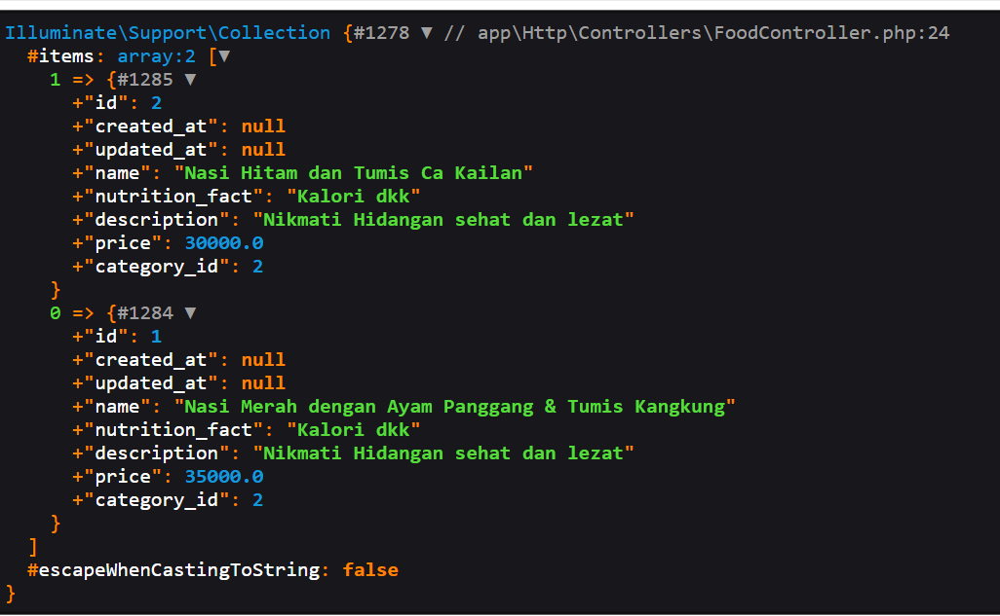 Illuminate\Support\Collection {#1278 ▼ // app\Http\Controllers\FoodController.php:24
#items: array:2 [▼
1 => {#1285 ▼
+"id": 2
+"created_at": null
+"updated_at": null
+"name": "Nasi Hitam dan Tumis Ca Kailan"
+"nutrition_fact": "Kalori dkk"
+"description": "Nikmati Hidangan sehat dan lezat"
+"price": 30000.0
+"category_id": 2
}
0 => {#1284 ▼
+"id": 1
+"created_at": null
+"updated_at": null
+"name": "Nasi Merah dengan Ayam Panggang & Tumis Kangkung"
+"nutrition_fact": "Kalori dkk"
+"description": "Nikmati Hidangan sehat dan lezat"
+"price": 35000.0
+"category_id": 2
}
]
#escapeWhenCastingToString: false
}